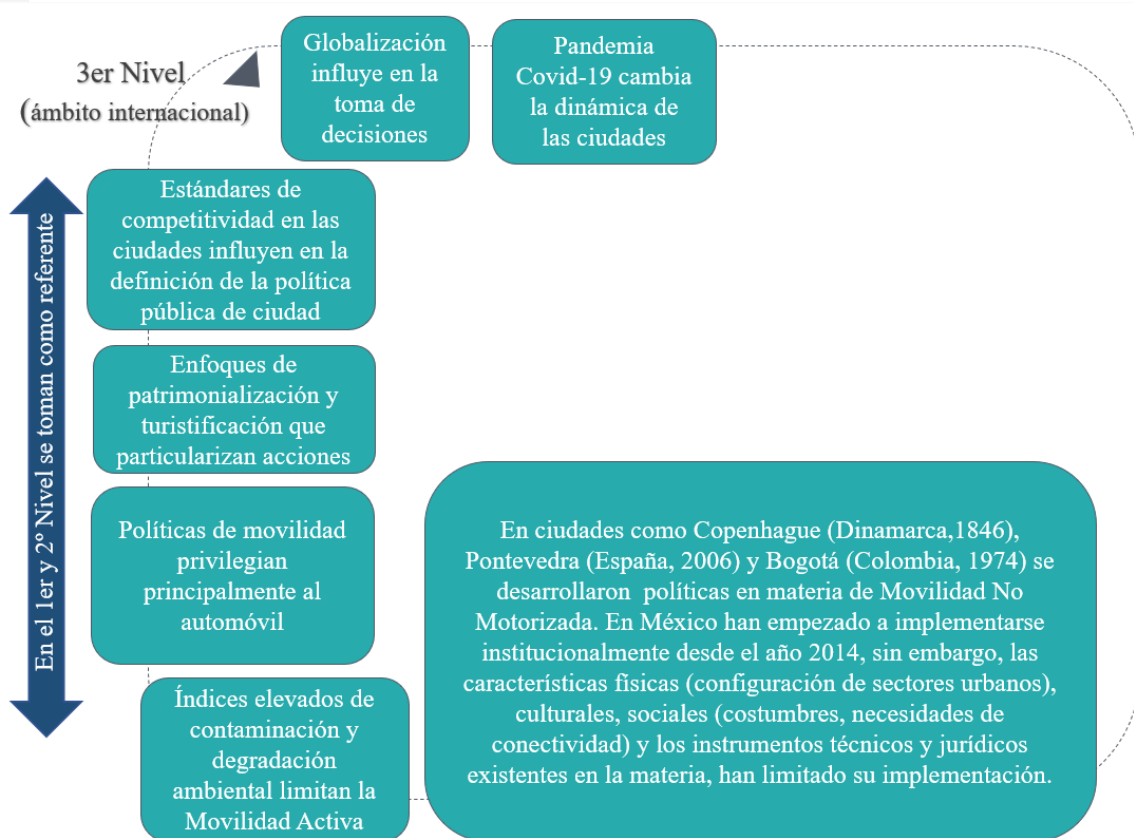 3er Nivel
(ámbito internacional)
Globalización
influye en la
toma de
decisiones
Pandemia
Covid-19 cambia
la dinámica de
las ciudades
En el 1er y 2º Nivel se toman como referente
Estándares de
competitividad en las
ciudades influyen en la
definición de la política
pública de ciudad
Enfoques de
patrimonialización y
turistificación que
particularizan acciones
Políticas de movilidad
privilegian
principalmente al
automóvil
Índices elevados de
contaminación y
degradación
ambiental limitan la
Movilidad Activa
En ciudades como Copenhague (Dinamarca,1846),
Pontevedra (España, 2006) y Bogotá (Colombia, 1974) se
desarrollaron políticas en materia de Movilidad No
Motorizada. En México han empezado a implementarse
institucionalmente desde el año 2014, sin embargo, las
características físicas (configuración de sectores urbanos),
culturales, sociales (costumbres, necesidades de
conectividad) y los instrumentos técnicos y jurídicos
existentes en la materia, han limitado su implementación.